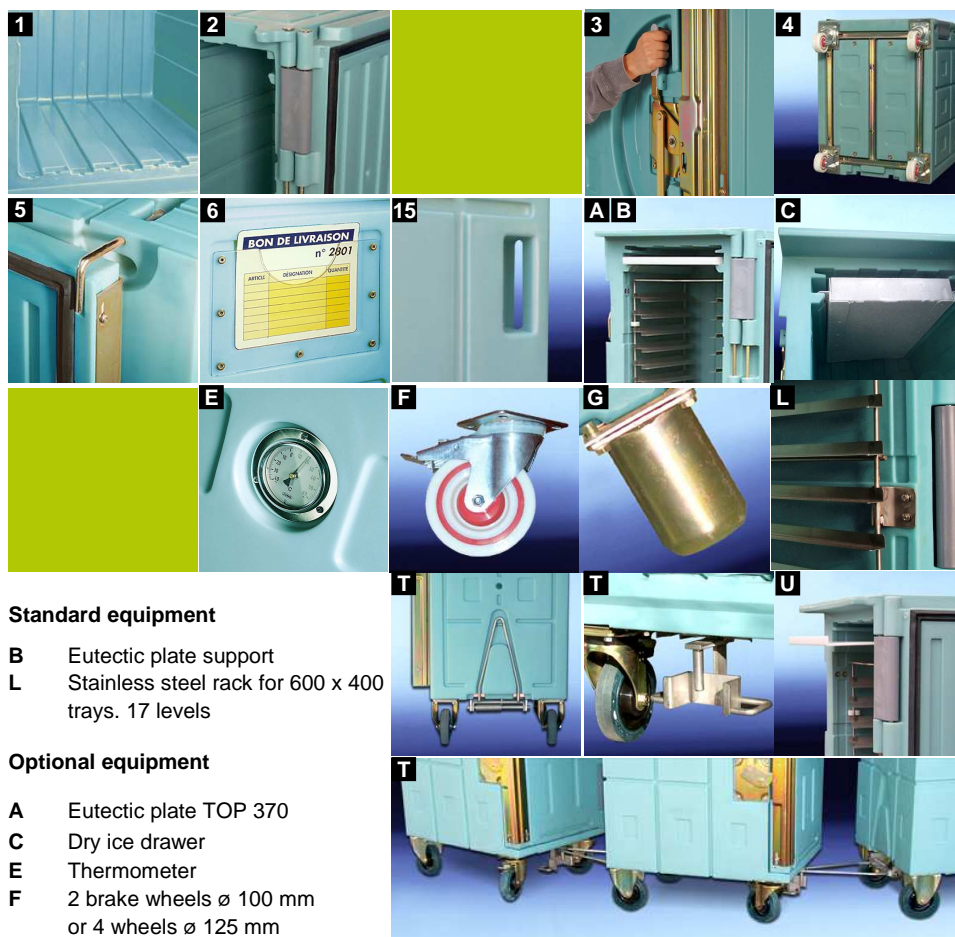 1
2
3
4
5
6
15
A B
C
BON DE LIVRAISON
n° 2801
ARTICLE DÉSIGNATION QUANTITÉ
E
F
G
L
T
T
U
Standard equipment
B Eutectic plate support
L Stainless steel rack for 600 x 400
trays. 17 levels
Optional equipment
A Eutectic plate TOP 370
C Dry ice drawer
E Thermometer
F 2 brake wheels ø 100 mm
or 4 wheels ø 125 mm
T